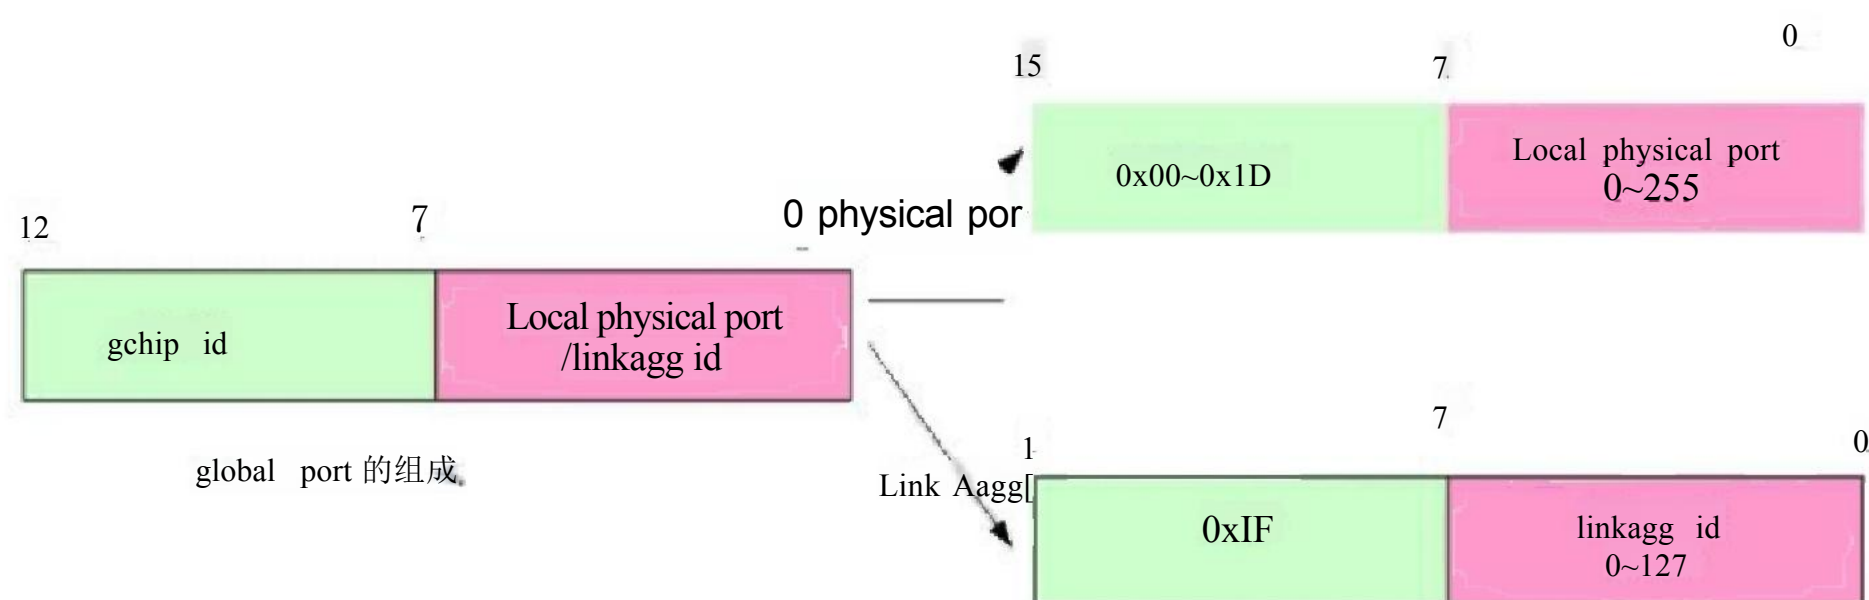 12
7
gchip id
Local physical port
/linkagg id
global port 的组成
0 physical por
15
7
0
0x00~0x1D
Local physical port
0~255
Link Aagg[
1
7
0
0xIF
linkagg id
0~127